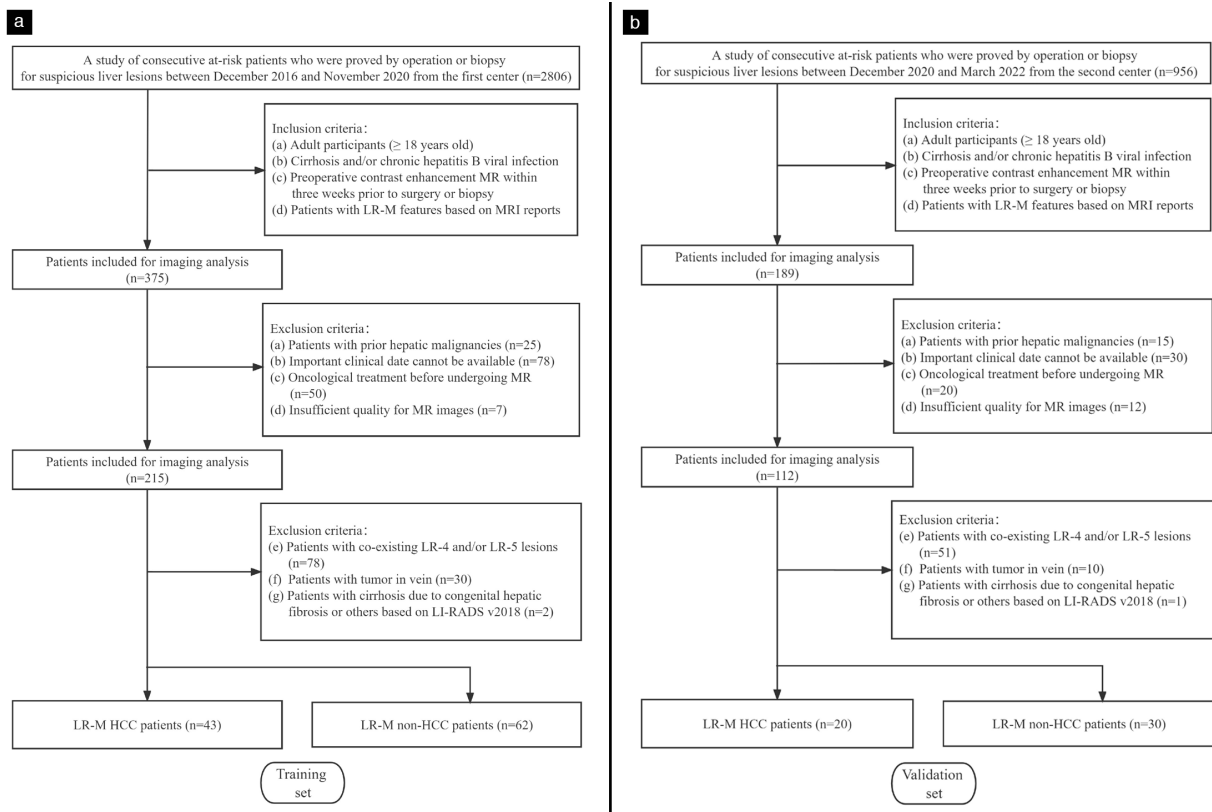 a
A study of consecutive at-risk patients who were proved by operation or biopsy
for suspicious liver lesions between December 2016 and November 2020 from the first center (n=2806)
Inclusion criteria:
(a) Adult participants (≥ 18 years old)
(b) Cirrhosis and/or chronic hepatitis B viral infection
(c) Preoperative contrast enhancement MR within
three weeks prior to surgery or biopsy
(d) Patients with LR-M features based on MRI reports
Patients included for imaging analysis
(n=375)
Exclusion criteria:
(a) Patients with prior hepatic malignancies (n=25)
(b) Important clinical date cannot be available (n=78)
(c) Oncological treatment before undergoing MR
(n=50)
(d) Insufficient quality for MR images (n=7)
Patients included for imaging analysis
(n=215)
Exclusion criteria:
(e) Patients with co-existing LR-4 and/or LR-5 lesions
(n=78)
(f) Patients with tumor in vein (n=30)
(g) Patients with cirrhosis due to congenital hepatic
fibrosis or others based on LI-RADS v2018 (n=2)
LR-M HCC patients (n=43)
LR-M non-HCC patients (n=62)
Training
set
b
A study of consecutive at-risk patients who were proved by operation or biopsy
for suspicious liver lesions between December 2020 and March 2022 from the second center (n=956)
Inclusion criteria:
(a) Adult participants (≥ 18 years old)
(b) Cirrhosis and/or chronic hepatitis B viral infection
(c) Preoperative contrast enhancement MR within
three weeks prior to surgery or biopsy
(d) Patients with LR-M features based on MRI reports
Patients included for imaging analysis
(n=189)
Exclusion criteria:
(a) Patients with prior hepatic malignancies (n=15)
(b) Important clinical date cannot be available (n=30)
(c) Oncological treatment before undergoing MR
(n=20)
(d) Insufficient quality for MR images (n=12)
Patients included for imaging analysis
(n=112)
Exclusion criteria:
(e) Patients with co-existing LR-4 and/or LR-5 lesions
(n=51)
(f) Patients with tumor in vein (n=10)
(g) Patients with cirrhosis due to congenital hepatic
fibrosis or others based on LI-RADS v2018 (n=1)
LR-M HCC patients (n=20)
LR-M non-HCC patients (n=30)
Validation
set